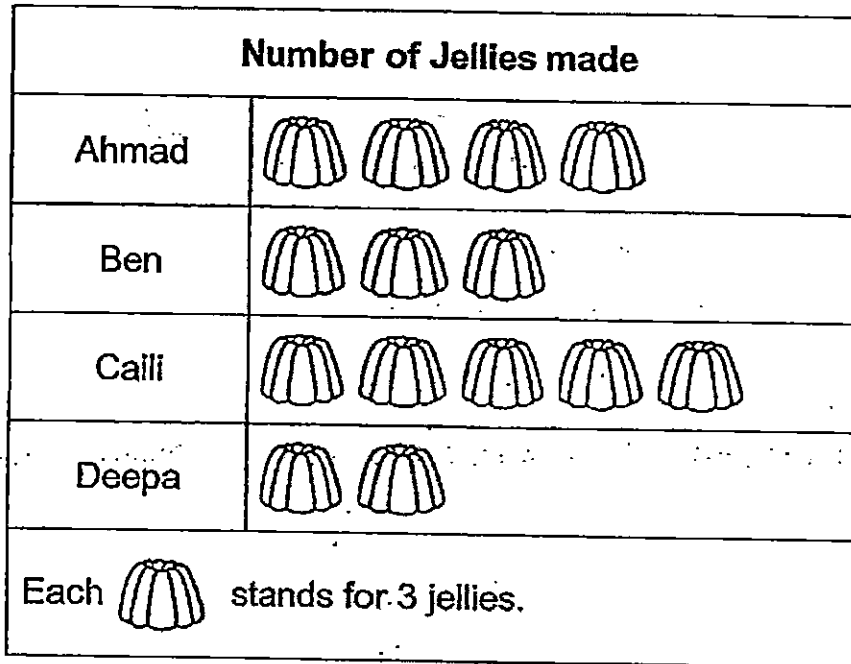 Number of Jellies made
Ahmad
Ben
Caili
Deepa
Each stands for 3 jellies.